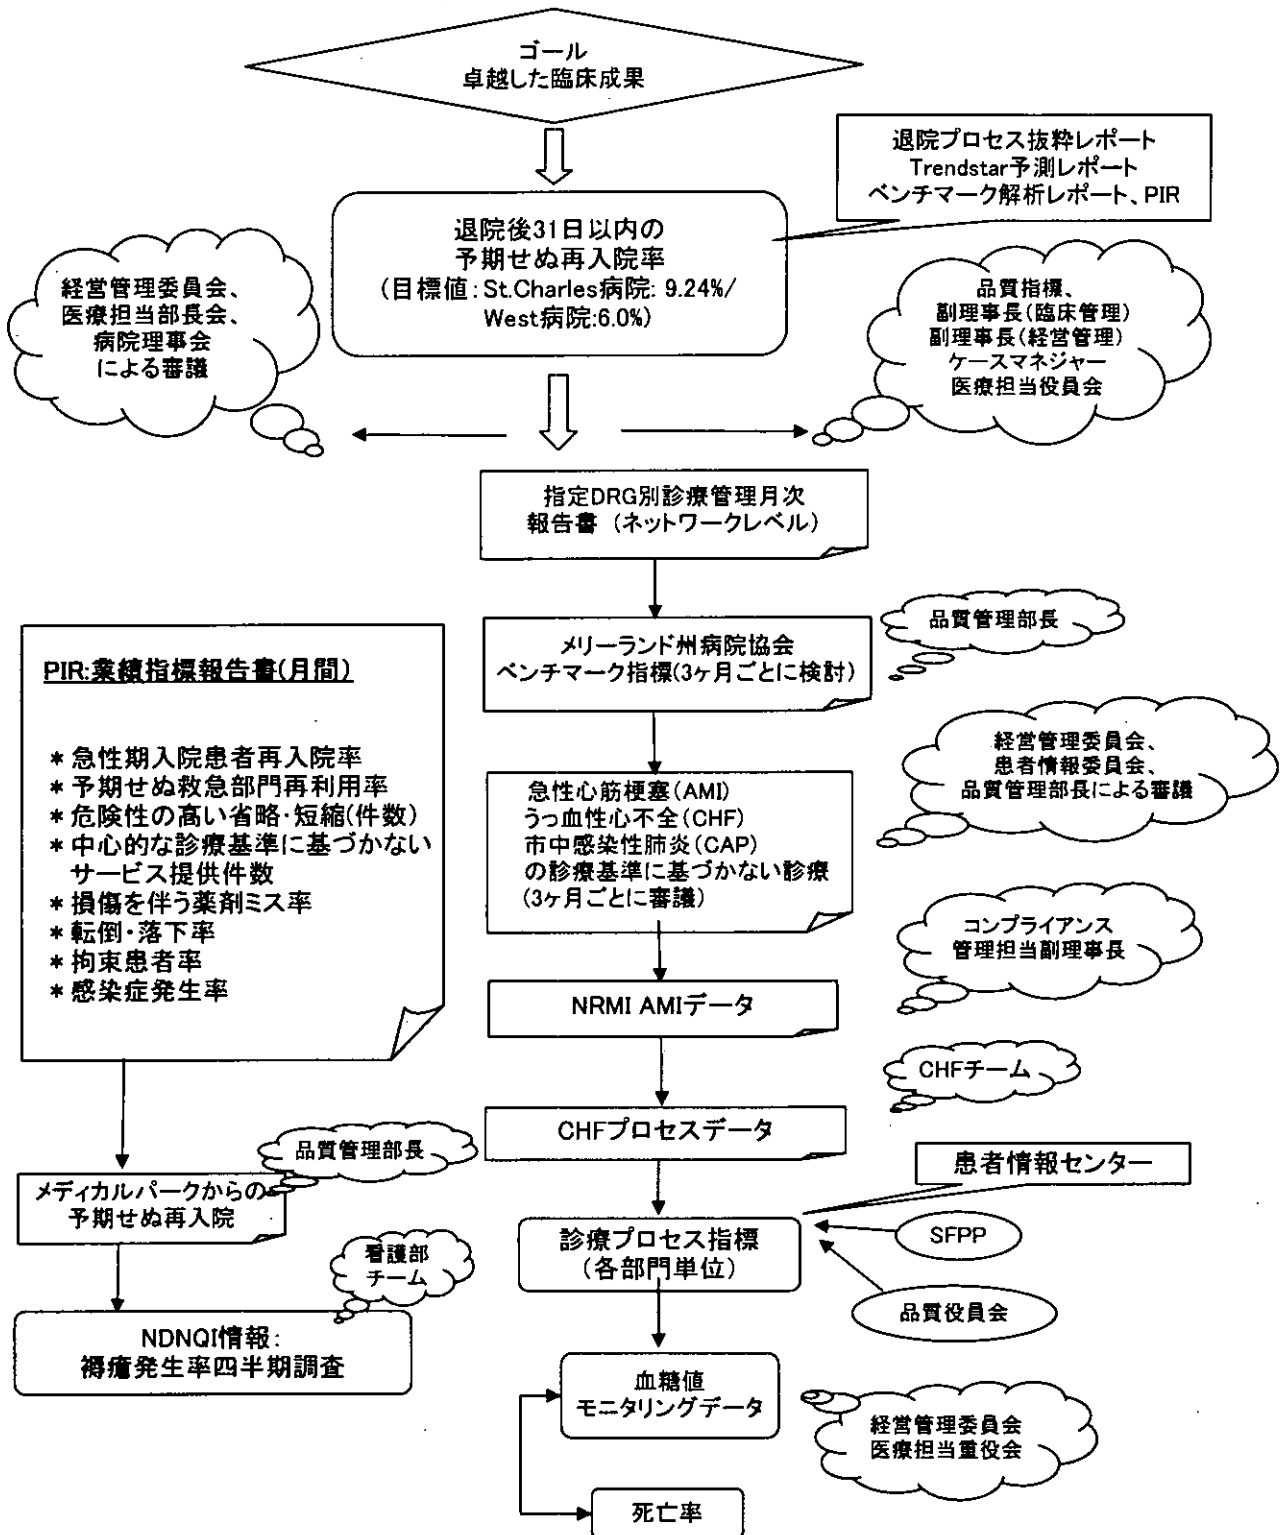 ゴール
卓越した臨床成果
退院プロセス抜粋レポート
Trendstar予測レポート
ベンチマーク解析レポート、PIR
退院後31日以内の
予期せぬ再入院率
(目標値:St.Charles病院: 9.24%/
West病院:6.0%)
経営管理委員会、
医療担当部長会、
病院理事会
による審議
品質指標、
副理事長(臨床管理)
副理事長(経営管理)
ケースマネジャー
医療担当役員会
指定DRG別診療管理月次
報告書 (ネットワークレベル)
メリーランド州病院協会
ベンチマーク指標(3ヶ月ごとに検討)
品質管理部長
PIR:業績指標報告書(月間)
* 急性期入院患者再入院率
* 予期せぬ救急部門再利用率
* 危険性の高い省略・短縮(件数)
* 中心的な診療基準に基づかない
サービス提供件数
* 損傷を伴う薬剤ミス率
* 転倒・落下率
* 拘束患者率
* 感染症発生率
経営管理委員会、
患者情報委員会、
品質管理部長による審議
急性心筋梗塞(AMI)
うっ血性心不全(CHF)
市中感染性肺炎(CAP)
の診療基準に基づかない診療
(3ヶ月ごとに審議)
コンプライアンス
管理担当副理事長
NRMI AMIデータ
CHFチーム
CHFプロセスデータ
品質管理部長
メディカルパークからの
予期せぬ再入院
患者情報センター
診療プロセス指標
(各部門単位)
SFPP
品質役員会
看護部
チーム
NDNQI情報:
褥瘡発生率四半期調査
血糖値
モニタリングデータ
経営管理委員会
医療担当重役会
死亡率